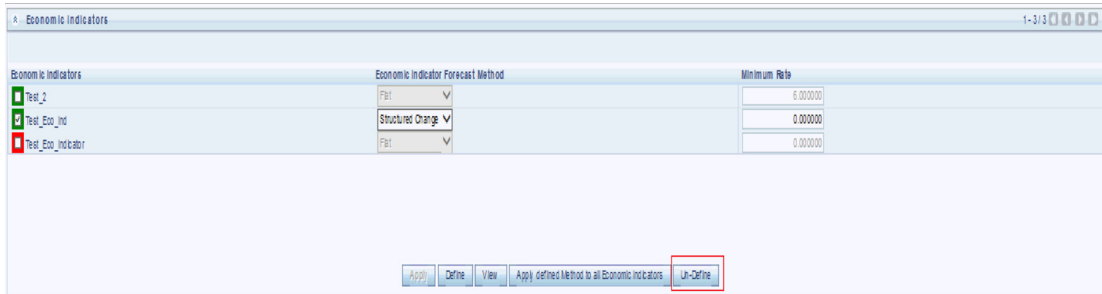 Economic Indicators 1 - 3 / 3
Economic Indicators Economic Indicator Forecast Method Minimum Rate
Test_2 Flat 6.000000
Test_Eco_Ind Structured Change 0.000000
Test_Eco_Indicator Flat 0.000000
Apply Define View Apply defined Method to all Economic Indicators Un-Define